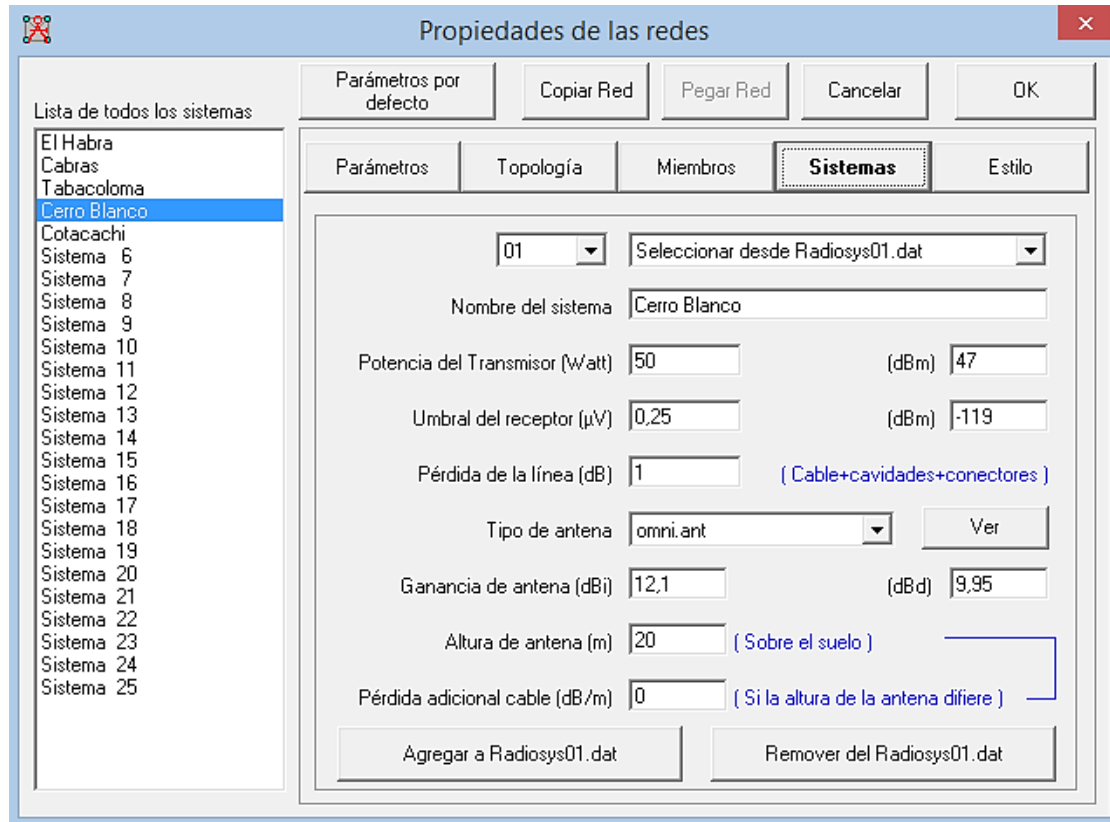 Propiedades de las redes
Lista de todos los sistemas
El Habra
Cabras
Tabacoloma
Cerro Blanco
Cotacachi
Sistema 6
Sistema 7
Sistema 8
Sistema 9
Sistema 10
Sistema 11
Sistema 12
Sistema 13
Sistema 14
Sistema 15
Sistema 16
Sistema 17
Sistema 18
Sistema 19
Sistema 20
Sistema 21
Sistema 22
Sistema 23
Sistema 24
Sistema 25
Parámetros por
defecto
Copiar Red
Pegar Red
Cancelar
OK
Parámetros
Topología
Miembros
Sistemas
Estilo
01 Seleccionar desde Radiosys01.dat
Nombre del sistema Cerro Blanco
Potencia del Transmisor (Watt) 50 (dBm) 47
Umbral del receptor (µV) 0,25 (dBm) -119
Pérdida de la línea (dB) 1 ( Cable+cavidades+conectores )
Tipo de antena omni.ant Ver
Ganancia de antena (dBi) 12,1 (dBd) 9,95
Altura de antena (m) 20 ( Sobre el suelo )
Pérdida adicional cable (dB/m) 0 ( Si la altura de la antena difiere )
Agregar a Radiosys01.dat
Remover del Radiosys01.dat